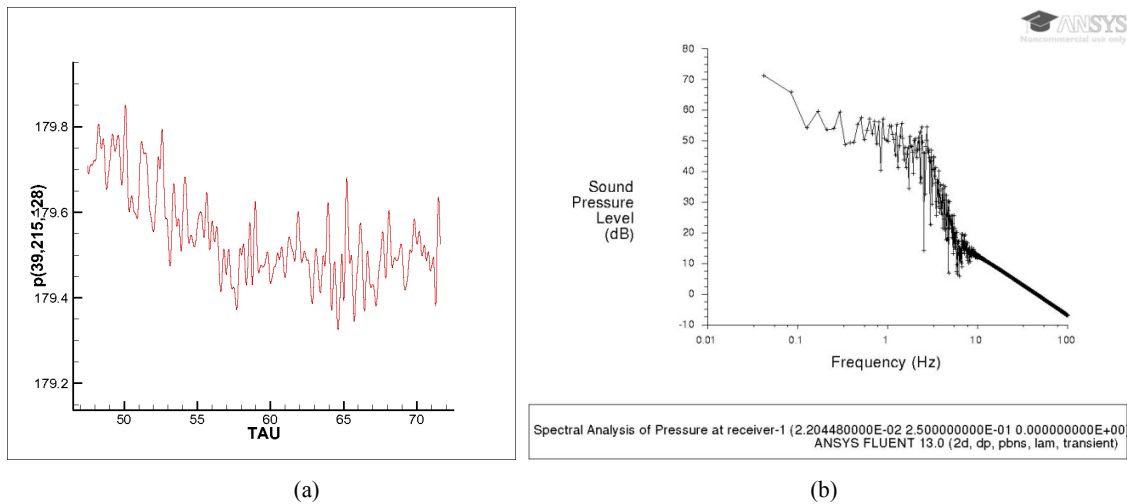 ANSYS
Noncommercial use only
p(39,215,128)
179.8
179.6
179.4
179.2
50
55
60
65
70
TAU
80
70
60
50
40
30
20
10
0
-10
Sound
Pressure
Level
(dB)
0.01
0.1
1
10
100
Frequency (Hz)
Spectral Analysis of Pressure at receiver-1 (2.204480000E-02 2.500000000E-01 0.000000000E+00)
ANSYS FLUENT 13.0 (2d, dp, pbns, lam, transient)
(a)
(b)